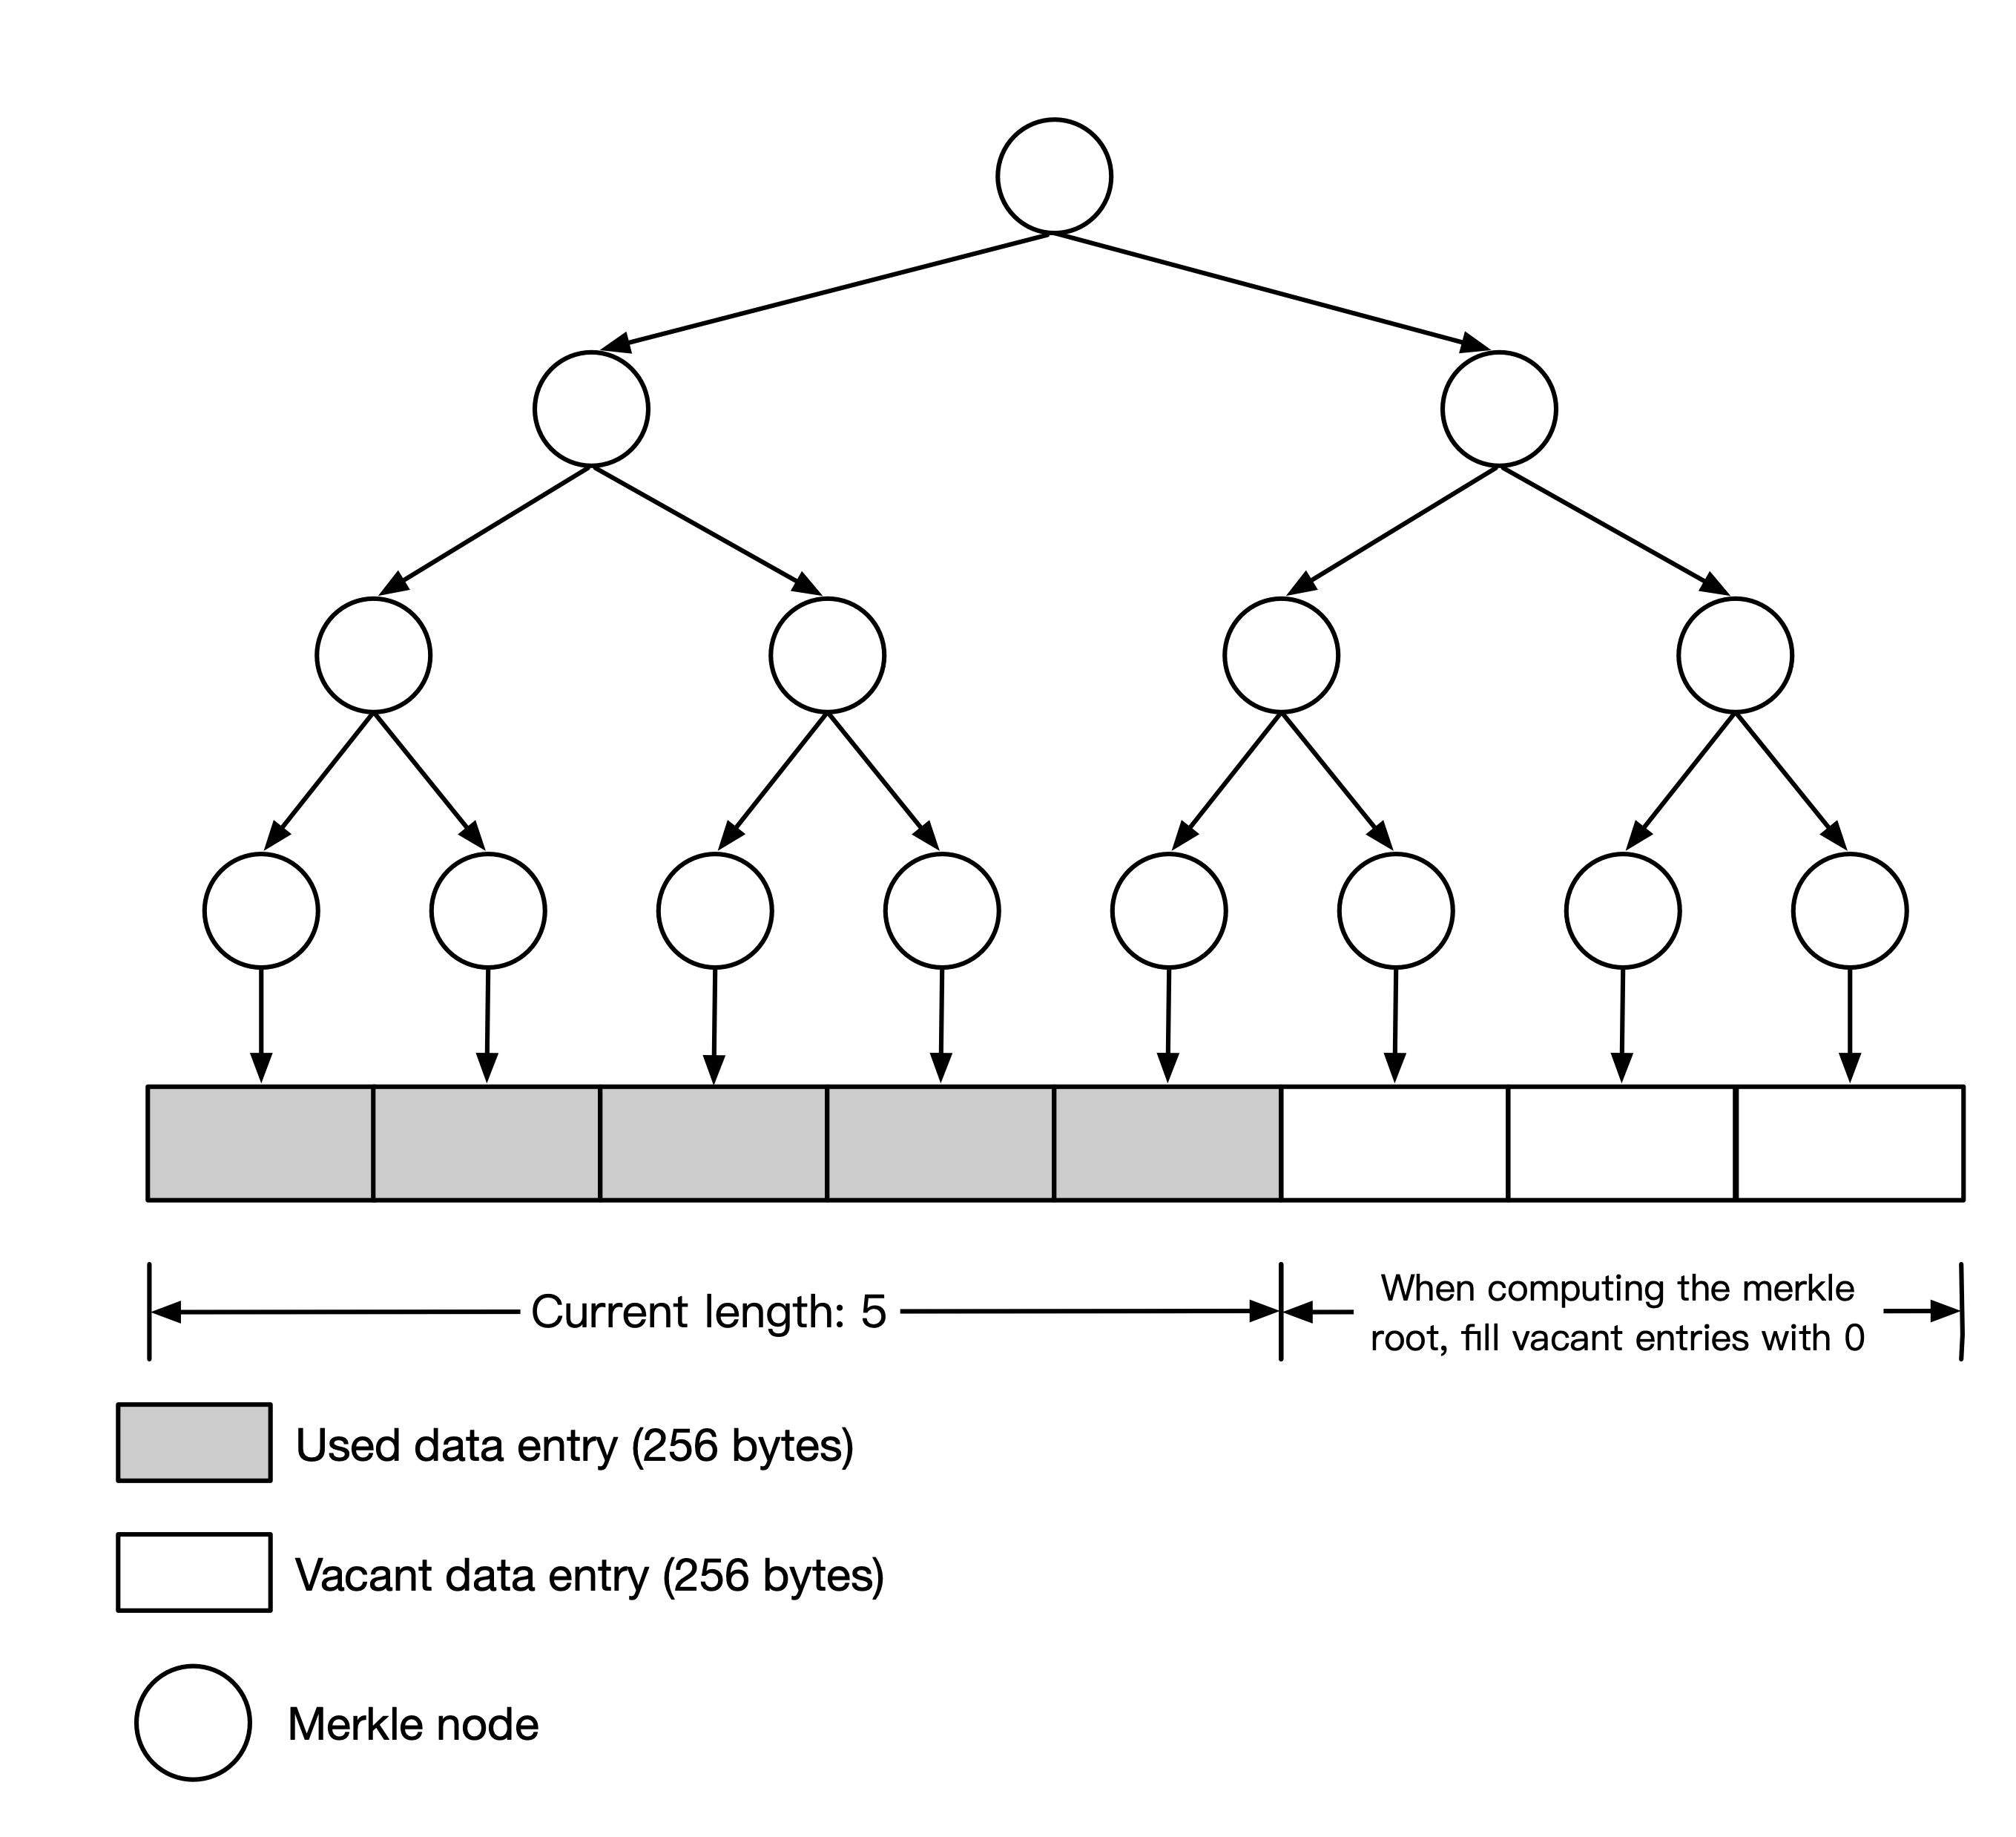 Current length: 5
When computing the merkle
root, fill vacant entries with 0
Used data entry (256 bytes)
Vacant data entry (256 bytes)
Merkle node